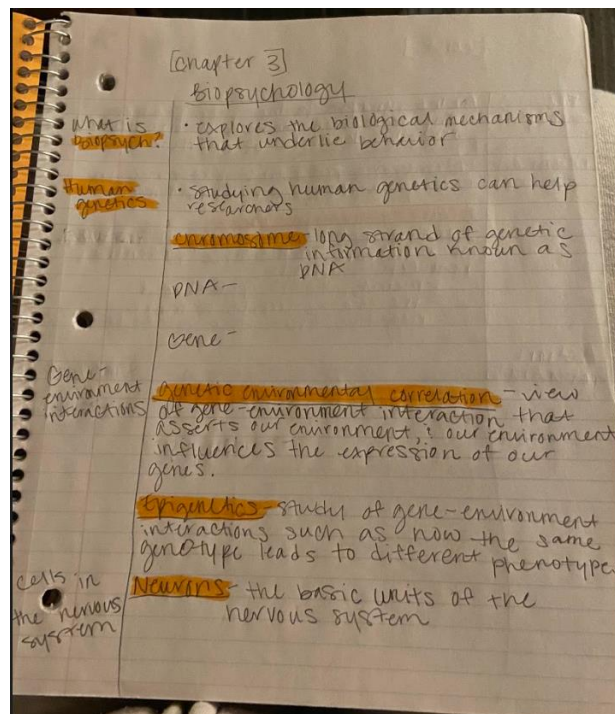 [Chapter 3]
Biopsychology
What is
biopsych?
• explores the biological mechanisms
that underlie behavior
Human
genetics
• studying human genetics can help
researchers
chromosome- long strand of genetic
infirmation known as
DNA
DNA-
Gene-
Gene-
environment
interactions
genetic environmental correlation - view
of gene-environment interaction that
asserts our environment, & our environment
influences the expression of our
genes.
Epigenetics- study of gene-environment
interactions such as how the same
genotype leads to different phenotype.
cells in
the nervous
system
Neurons- the basic units of the
nervous system